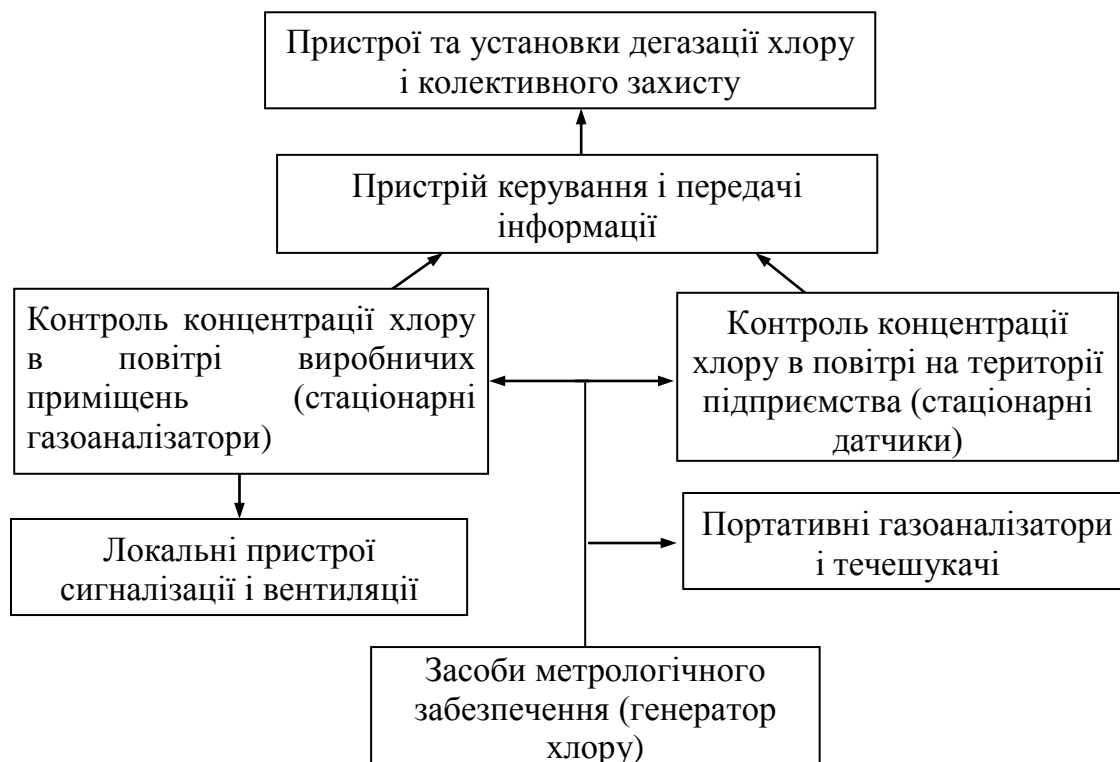 Пристрої та установки дегазації хлору
і колективного захисту
Пристрій керування і передачі
інформації
Контроль концентрації хлору
в повітрі виробничих
приміщень (стаціонарні
газоаналізатори)
Контроль концентрації
хлору в повітрі на території
підприємства (стаціонарні
датчики)
Локальні пристрої
сигналізації і вентиляції
Портативні газоаналізатори
і течешукачі
Засоби метрологічного
забезпечення (генератор
хлору)